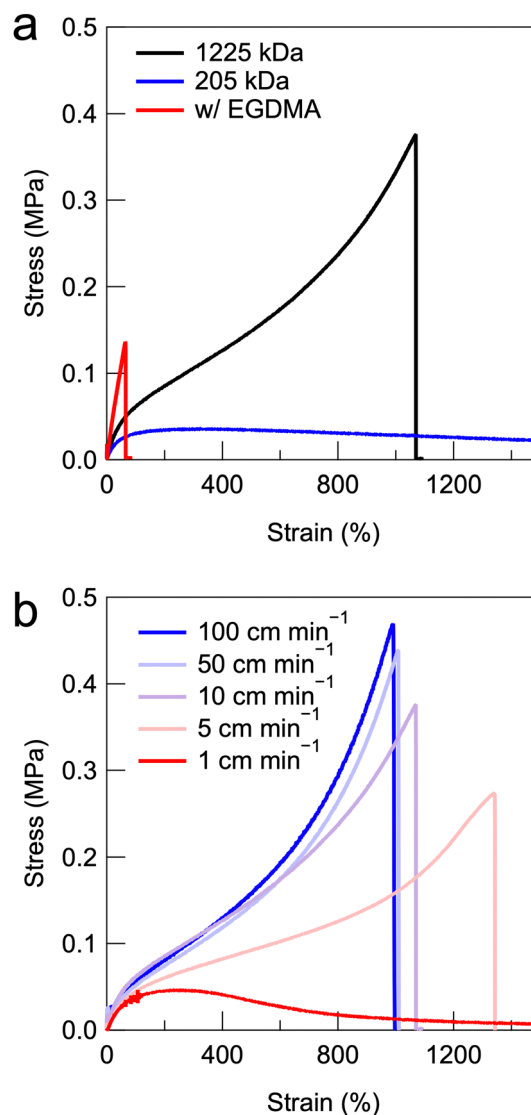 a
0.5
0.4
0.3
0.2
0.1
0.0
Stress (MPa)
1225 kDa
205 kDa
w/ EGDMA
0 400 800 1200
Strain (%)
b
0.5
0.4
0.3
0.2
0.1
0.0
Stress (MPa)
100 cm min⁻¹
50 cm min⁻¹
10 cm min⁻¹
5 cm min⁻¹
1 cm min⁻¹
0 400 800 1200
Strain (%)